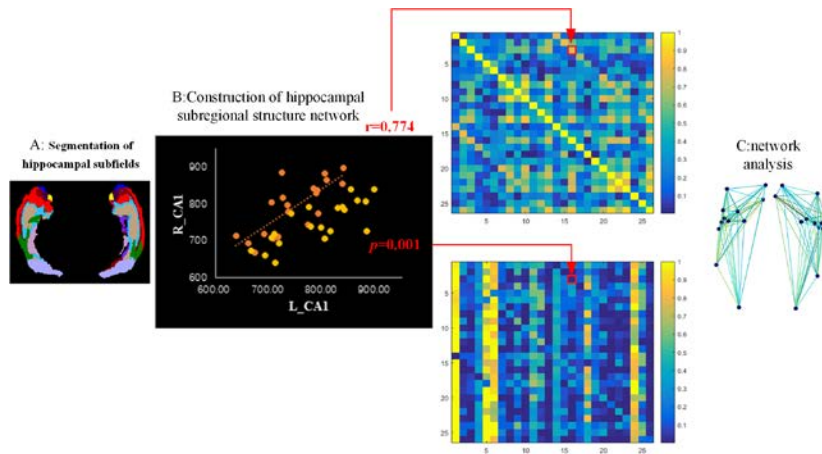 A: Segmentation of
hippocampal subfields
B:Construction of hippocampal
subregional structure network
r=0.774
R_CA1
900
800
700
600
600.00 700.00 800.00 900.00
L_CA1
p=0.001
5
10
15
20
25
5 10 15 20 25
1
0.9
0.8
0.7
0.6
0.5
0.4
0.3
0.2
0.1
5
10
15
20
25
5 10 15 20 25
1
0.9
0.8
0.7
0.6
0.5
0.4
0.3
0.2
0.1
C:network
analysis